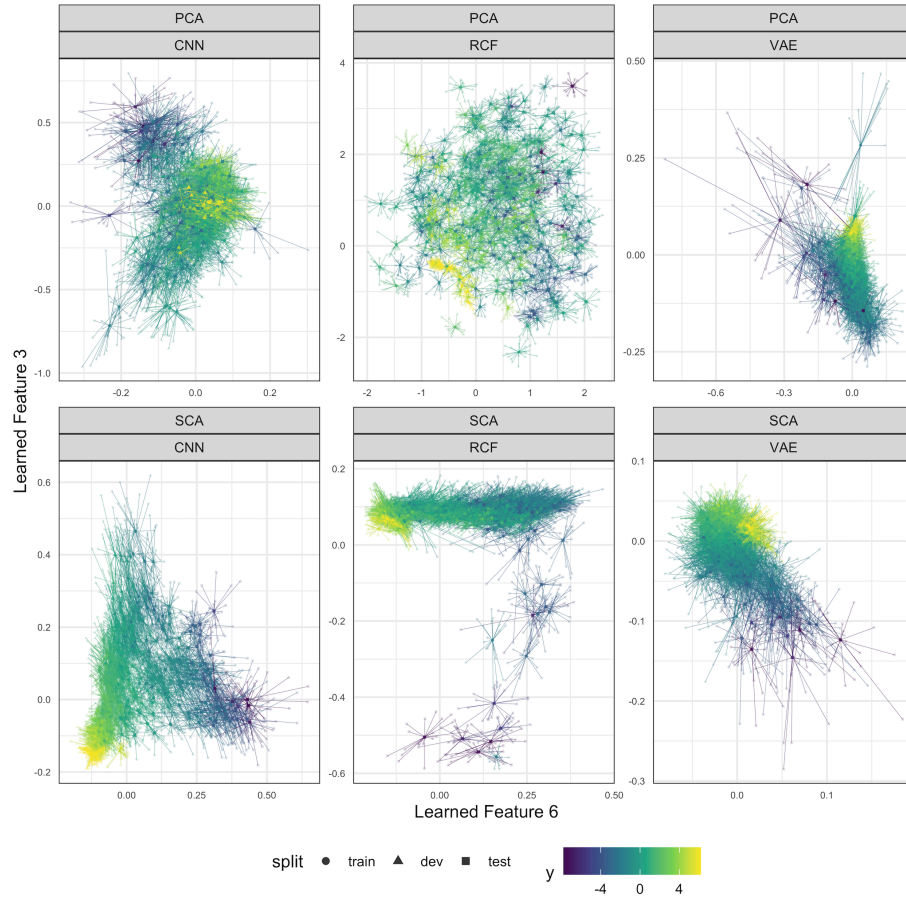 PCA
CNN
PCA
RCF
PCA
VAE
0.5
0.0
-0.5
-1.0
-0.2
0.0
0.2
4
2
0
-2
-2
-1
0
1
2
0.50
0.25
0.00
-0.25
-0.6
-0.3
0.0
Learned Feature 3
SCA
CNN
SCA
RCF
SCA
VAE
0.6
0.4
0.2
0.0
-0.2
0.00
0.25
0.50
0.2
0.0
-0.2
-0.4
-0.6
0.00
0.25
0.50
0.1
0.0
-0.1
-0.2
-0.3
0.0
0.1
Learned Feature 6
split train dev test
y -4 0 4